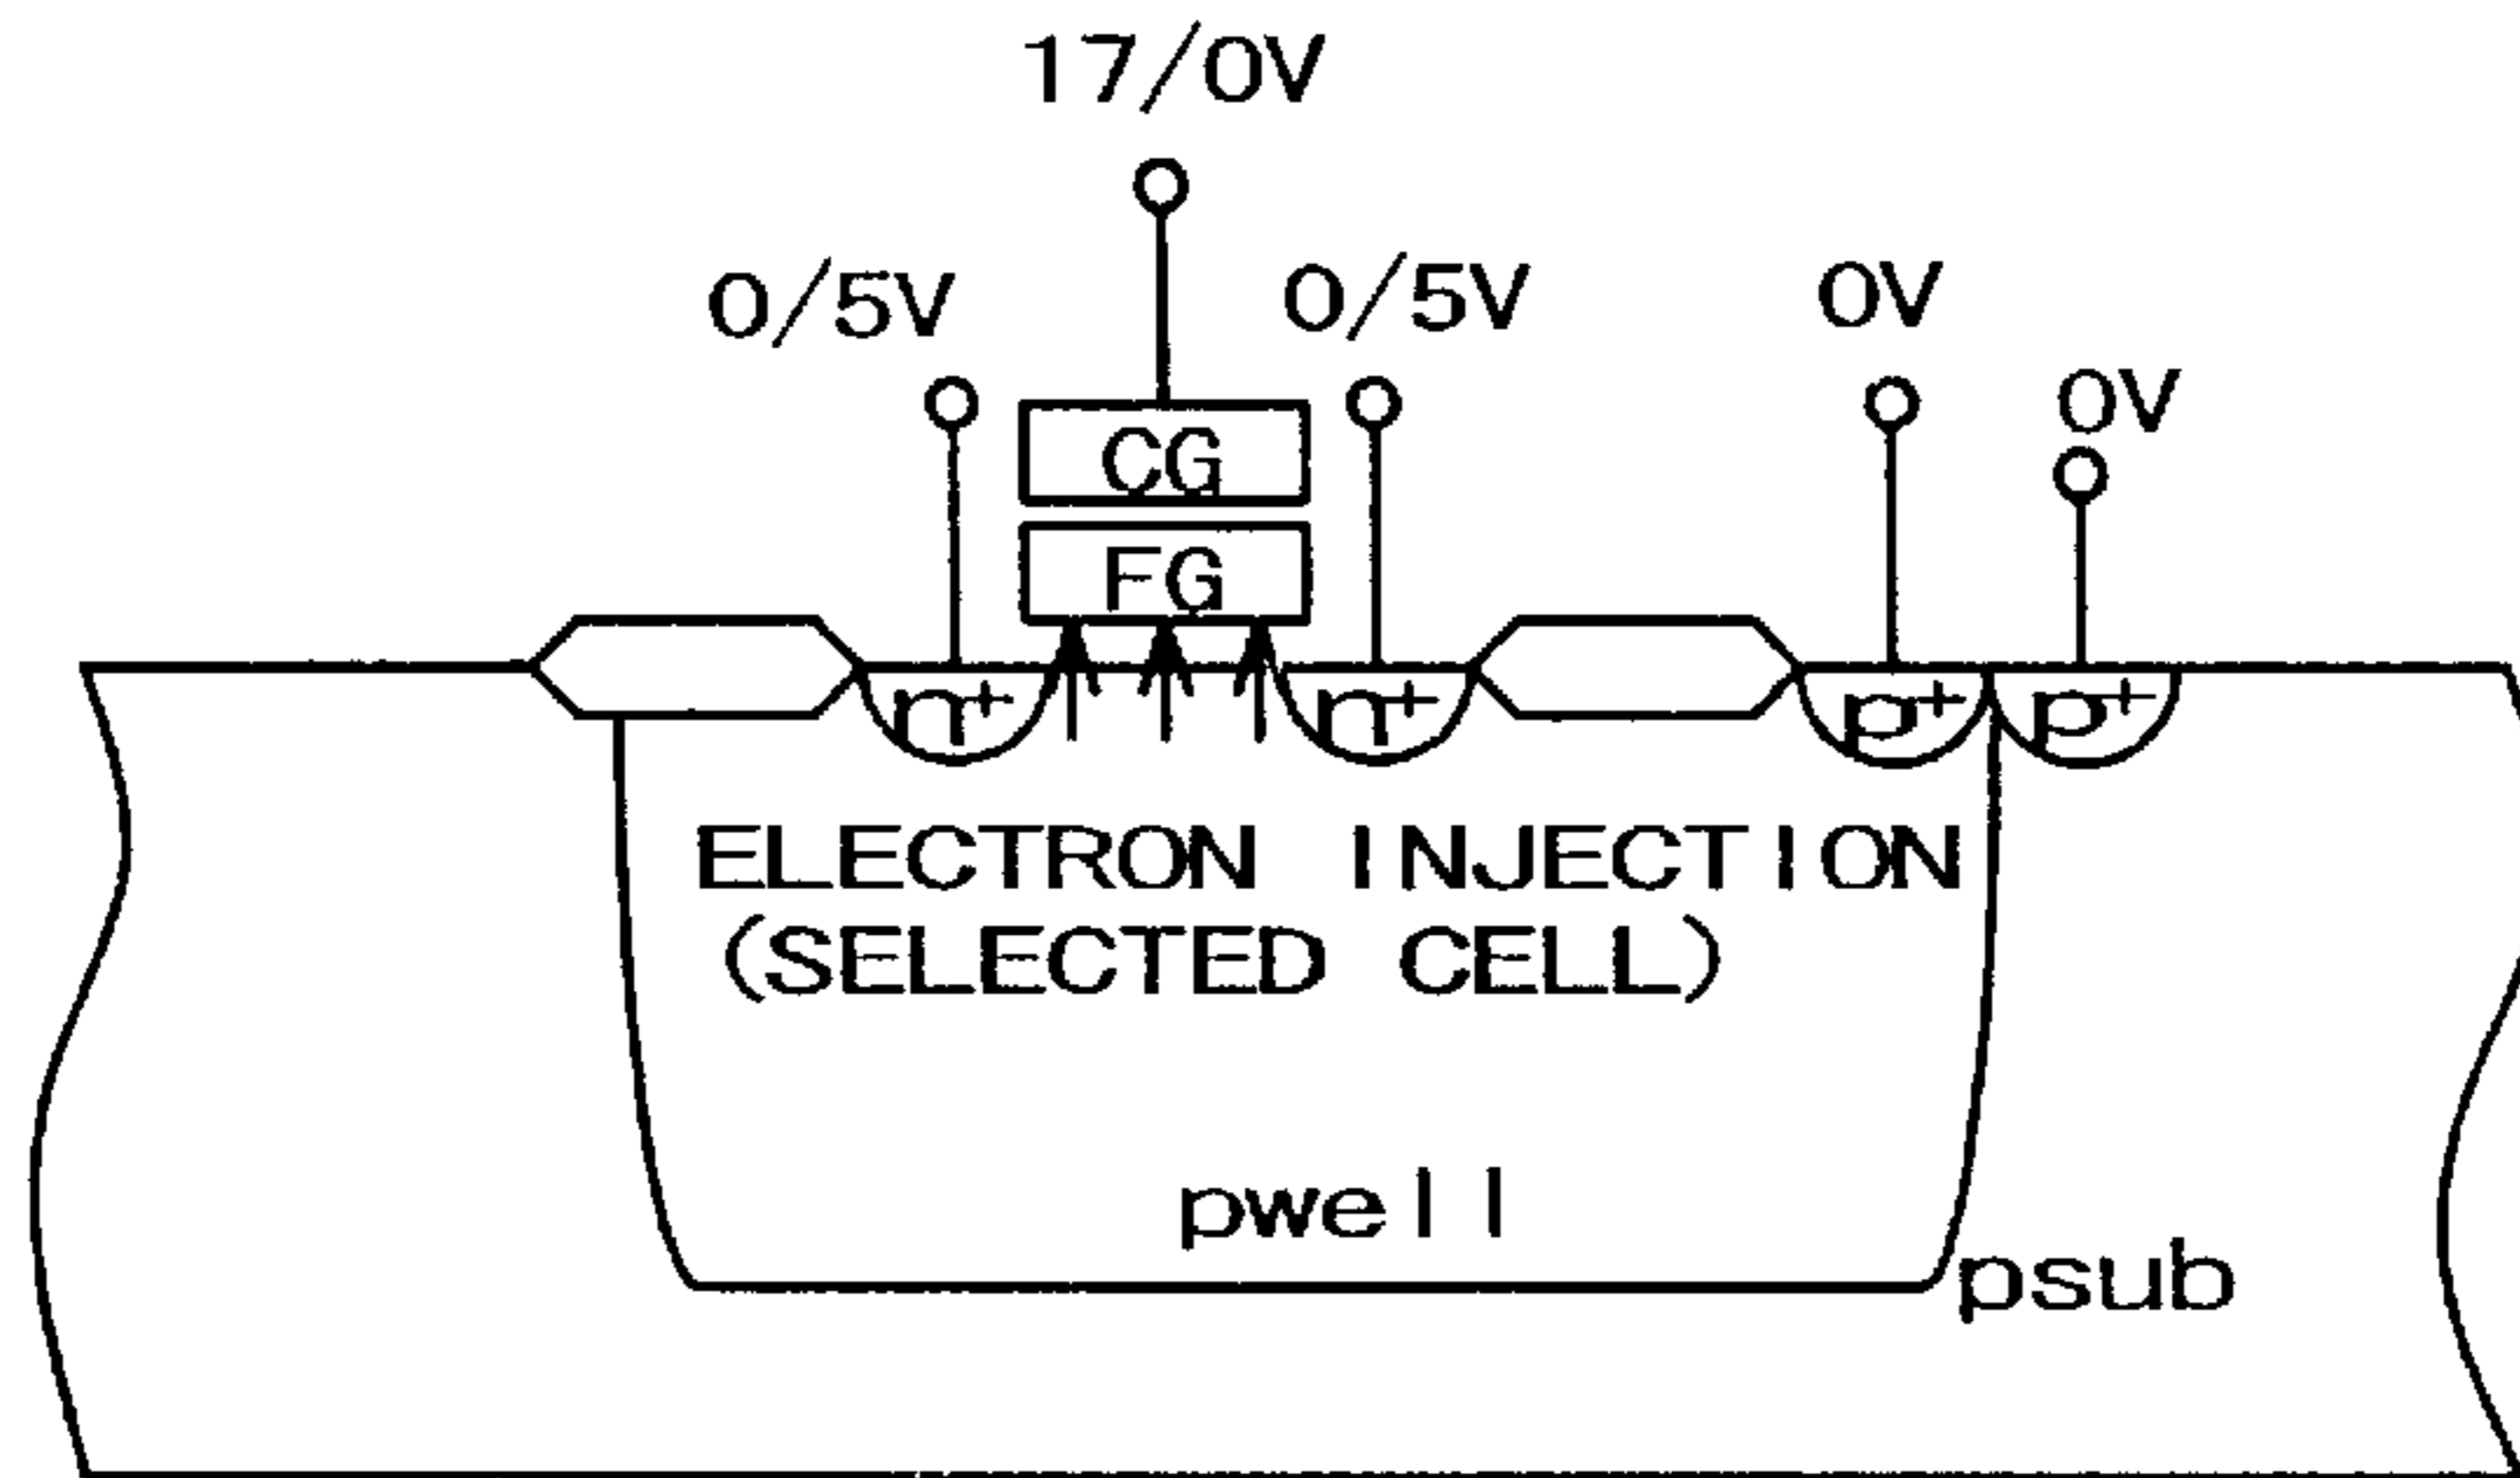 17/0V
0/5V
0/5V
0V
0V
CG
FG
n+
n+
p+
p+
ELECTRON INJECTION
(SELECTED CELL)
pwell
psub